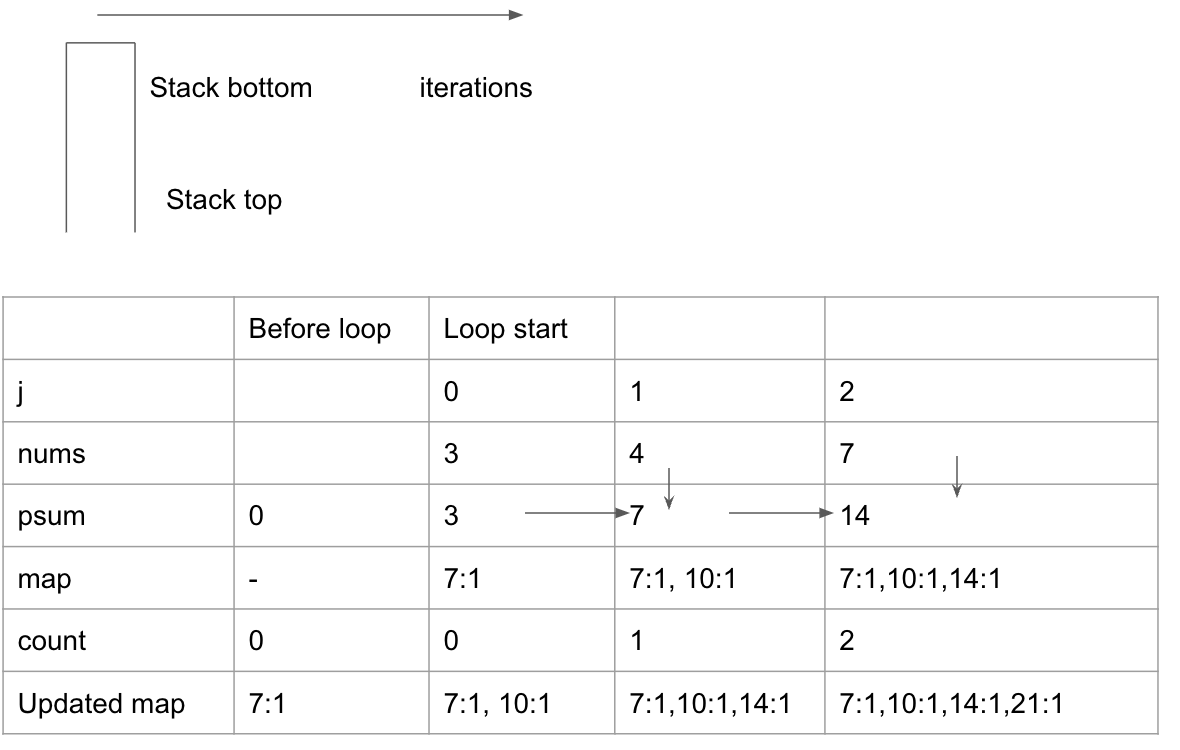 Stack bottom
iterations
Stack top
Before loop Loop start
j 0 1 2
nums 3 4 7
psum 0 3 7 14
map - 7:1 7:1, 10:1 7:1,10:1,14:1
count 0 0 1 2
Updated map 7:1 7:1, 10:1 7:1,10:1,14:1 7:1,10:1,14:1,21:1